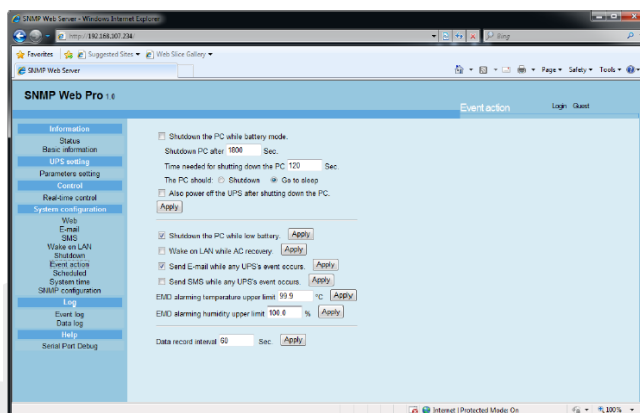 SNMP Web Server - Windows Internet Explorer
http://192.168.107.234/
Bing
Favorites Suggested Sites Web Slice Gallery
SNMP Web Server
Page Safety Tools
SNMP Web Pro 1.0
Event action Login Guest
Information
Status
Basic information
UPS setting
Parameters setting
Control
Real-time control
System configuration
Web
E-mail
SMS
Wake on LAN
Shutdown
Event action
Scheduled
System time
SNMP configuration
Log
Event log
Data log
Help
Serial Port Debug
Shutdown the PC while battery mode.
Shutdown PC after 1800 Sec.
Time needed for shutting down the PC 120 Sec.
The PC should: Shutdown Go to sleep
Also power off the UPS after shutting down the PC.
Apply
Shutdown the PC while low battery. Apply
Wake on LAN while AC recovery. Apply
Send E-mail while any UPS's event occurs. Apply
Send SMS while any UPS's event occurs. Apply
EMD alarming temperature upper limit 99.9 °C Apply
EMD alarming humidity upper limit 100.0 % Apply
Data record interval 60 Sec. Apply
Internet | Protected Mode: On 100%